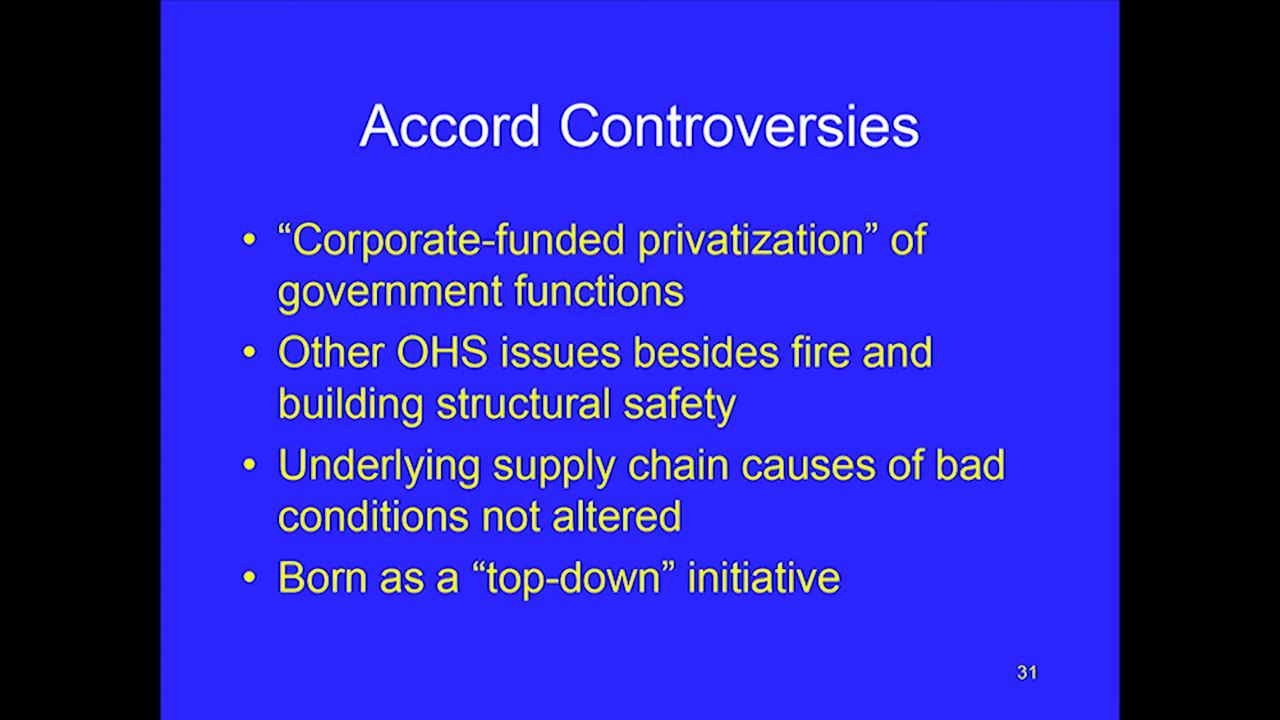 Accord Controversies
• “Corporate-funded privatization” of
government functions
• Other OHS issues besides fire and
building structural safety
• Underlying supply chain causes of bad
conditions not altered
• Born as a “top-down” initiative
31